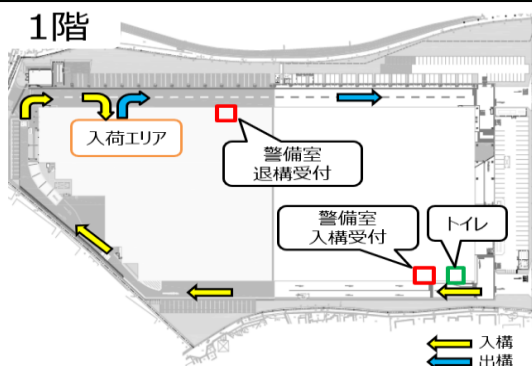 1階
入荷エリア
警備室
退構受付
警備室
入構受付
トイレ
入構
出構